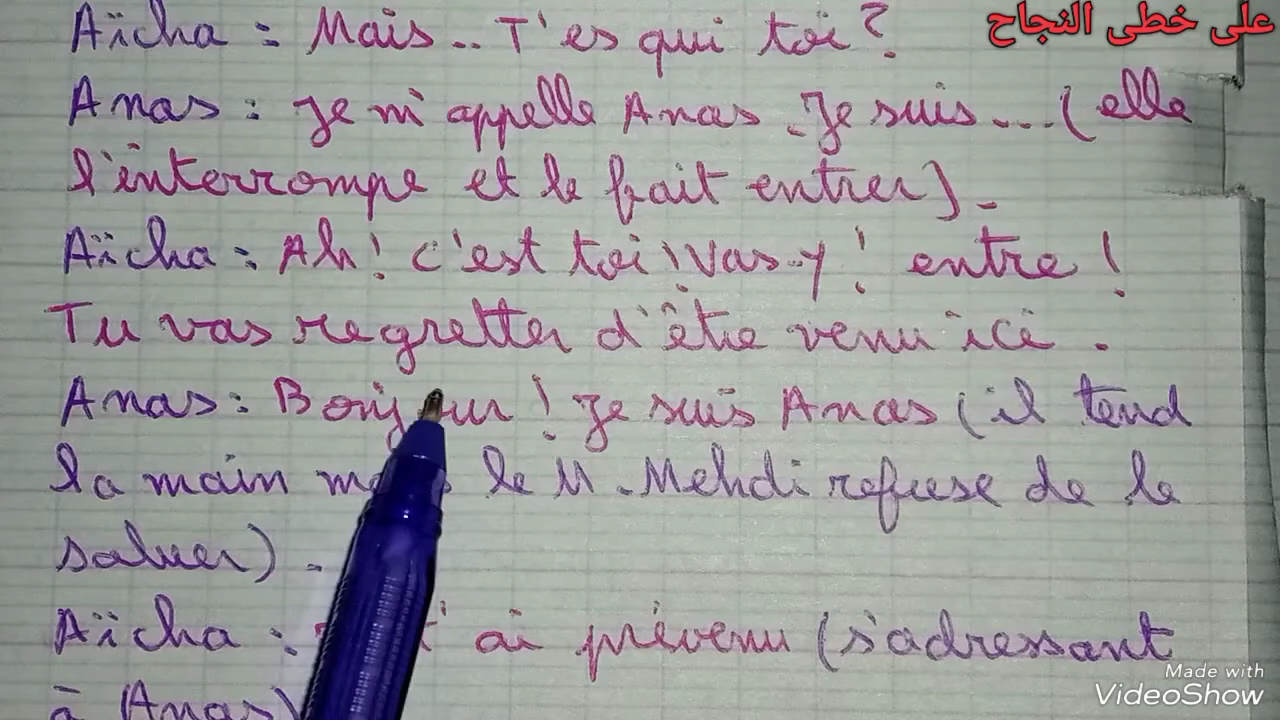 على خطى النجاح
Aïcha : Mais.. T'es qui toi ?
Anas : Je m'appelle Anas. Je suis... (elle
l'interrompe et le fait entrer).
Aïcha : Ah ! c'est toi ! Vas-y ! entre !
Tu vas regretter d'être venu ici .
Anas : Bonjour ! Je suis Anas (il tend
la main le M. Mehdi refuse de le
saluer) .
Aïcha : t'ai prévenu (s'adressant
à Anas)
Made with
VideoShow